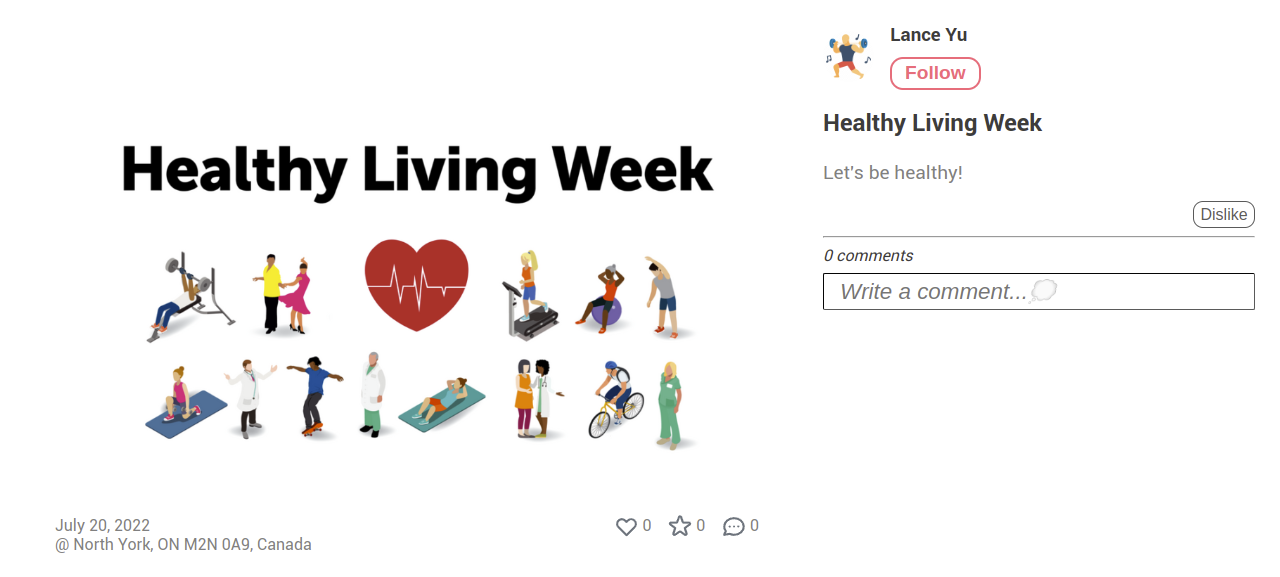 Healthy Living Week
July 20, 2022
@ North York, ON M2N 0A9, Canada
0 0 0
Lance Yu
Follow
Healthy Living Week
Let's be healthy!
Dislike
0 comments
Write a comment...